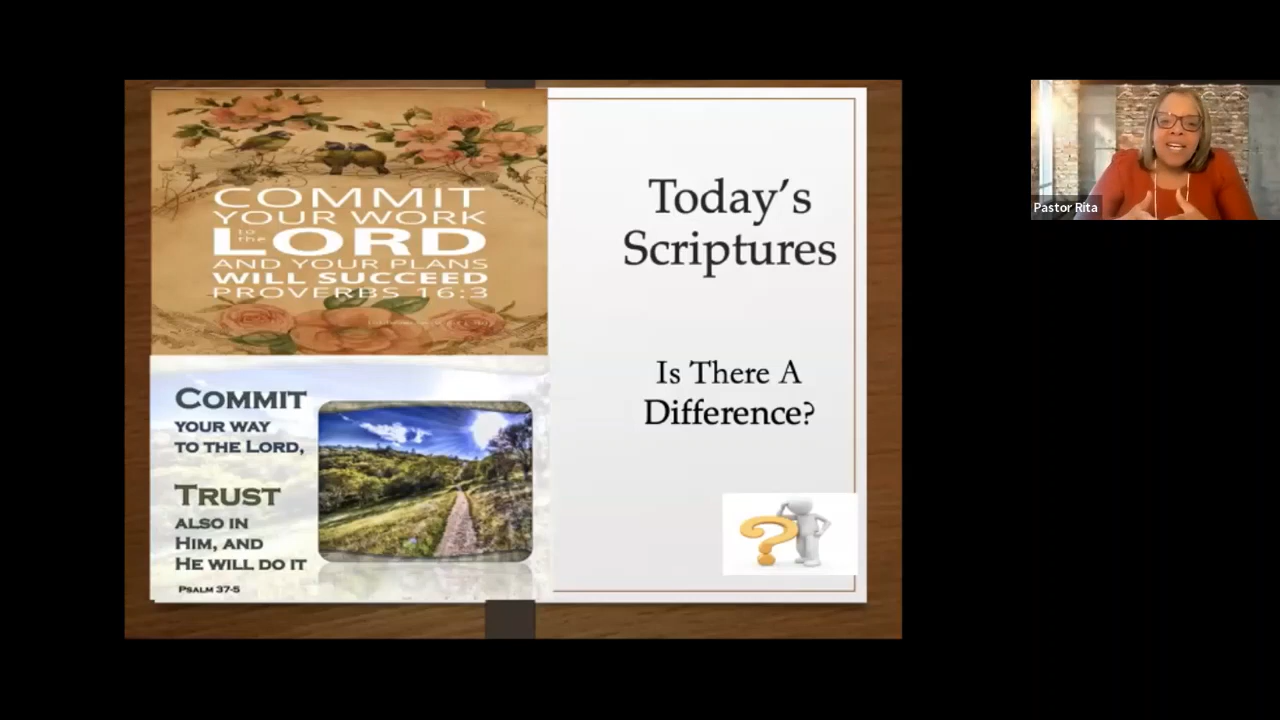 COMMIT
YOUR WORK
to the
LORD
AND YOUR PLANS
WILL SUCCEED
PROVERBS 16:3
COMMIT
YOUR WAY
TO THE LORD,
TRUST
ALSO IN
HIM, AND
HE WILL DO IT
PSALM 37-5
Today's
Scriptures
Is There A
Difference?
Pastor Rita